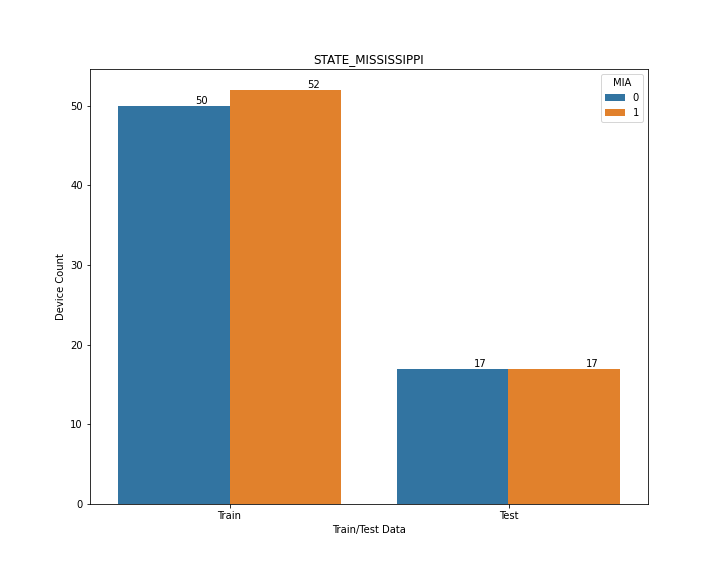 STATE_MISSISSIPPI
MIA
0
1
50
52
17
17
50
40
30
20
10
0
Device Count
Train
Test
Train/Test Data